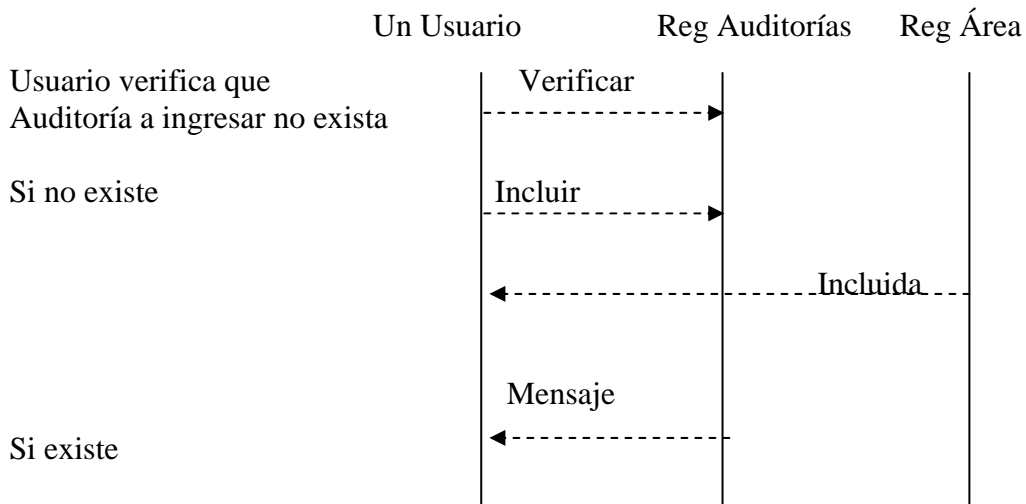 Un Usuario Reg Auditorías Reg Área
Usuario verifica que
Auditoría a ingresar no exista
Verificar
Si no existe
Incluir
Incluida
Mensaje
Si existe